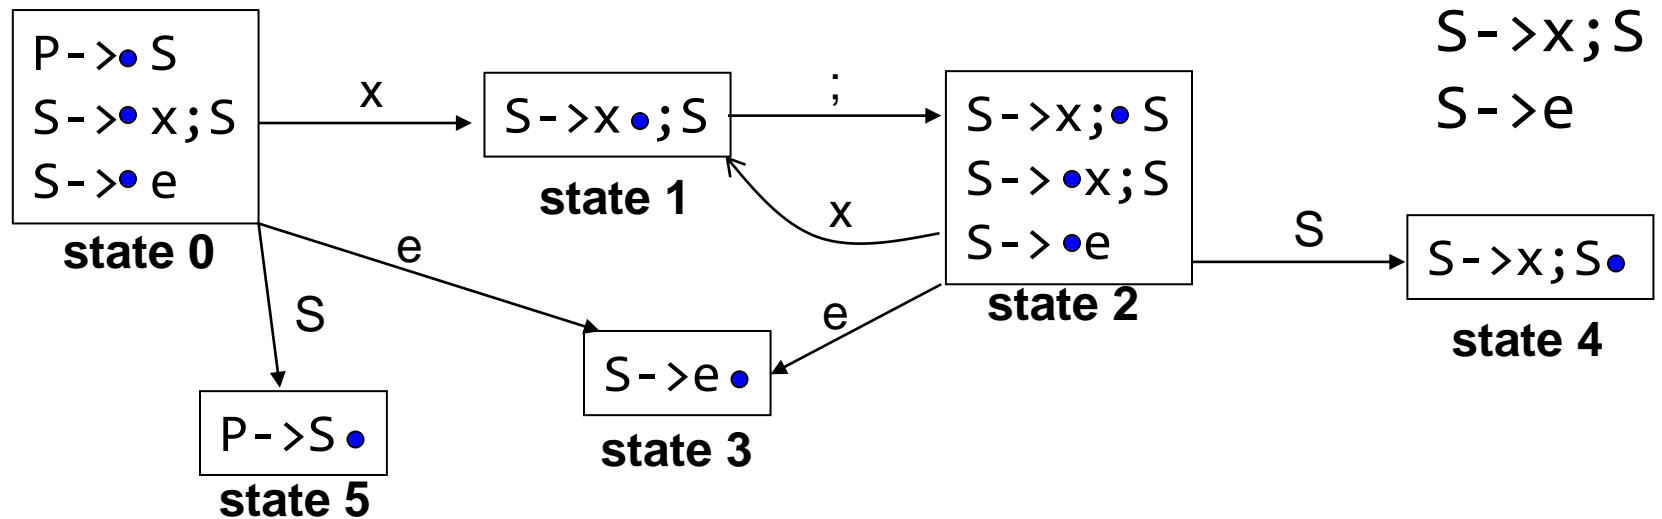 P->• S
S->• x;S
S->• e
state 0
x
S->x •;S
state 1
;
S->x;• S
S-> •x;S
S-> •e
state 2
x
e
S
e
S
S->x;S•
state 4
S->e •
state 3
P->S •
state 5
S->x;S
S->e